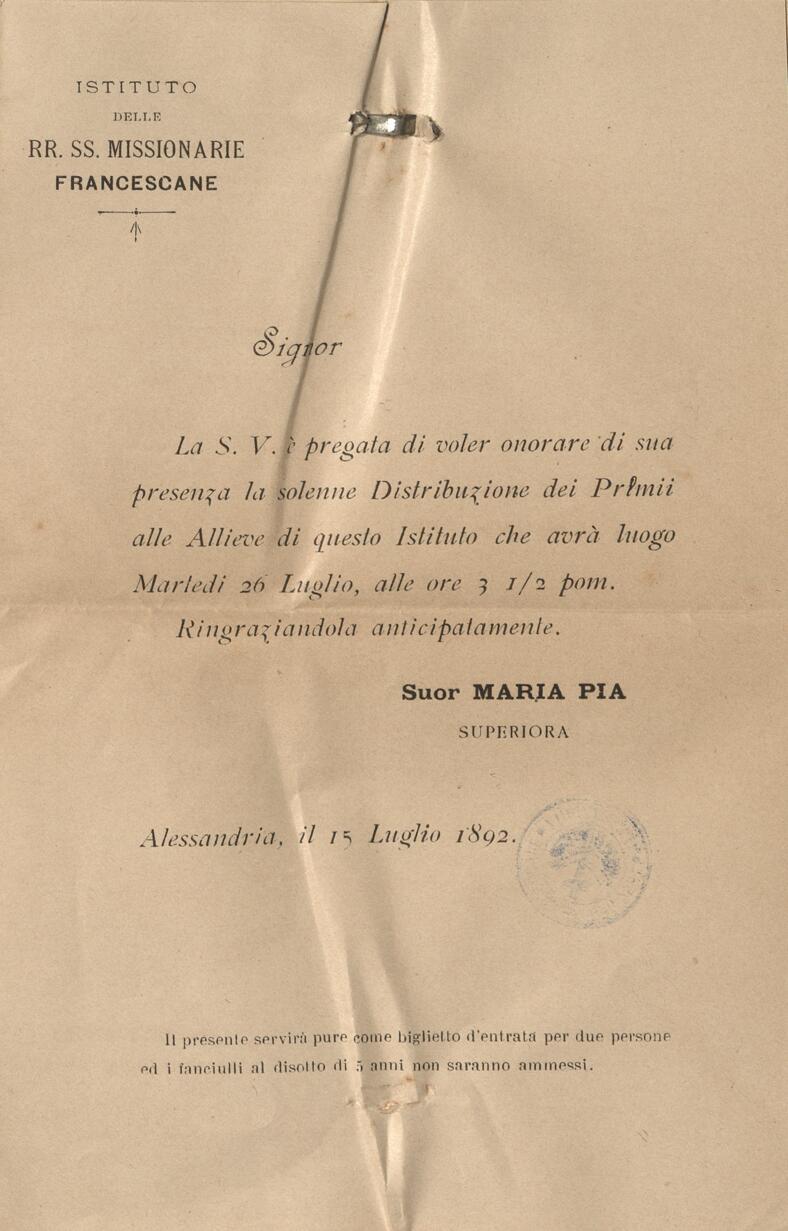 ISTITUTO
DELLE
RR. SS. MISSIONARIE
FRANCESCANE
Signor
La S. V. è pregata di voler onorare di sua
presenza la solenne Distribuzione dei Premii
alle Allieve di questo Istituto che avrà luogo
Martedi 26 Luglio, alle ore 3 1/2 pom.
Ringraziandola anticipatamente.
Suor MARIA PIA
SUPERIORA
Alessandria, il 15 Luglio 1892.
Il presente servirà pure come biglietto d'entrata per due persone
ed i fanciulli al disotto di 5 anni non saranno ammessi.